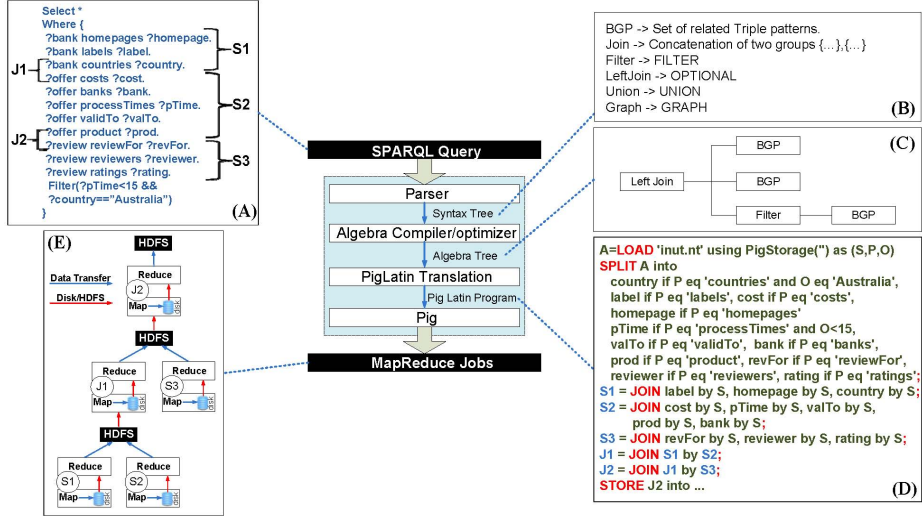 Select *
Where {
?bank homepages ?homepage.
?bank labels ?label.
?bank countries ?country.
?offer costs ?cost.
?offer banks ?bank.
?offer processTimes ?pTime.
?offer validTo ?valTo.
?offer product ?prod.
?review reviewFor ?revFor.
?review reviewers ?reviewer.
?review ratings ?rating.
Filter(?pTime<15 &&
?country=="Australia")
}
J1
J2
S1
S2
S3
(A)
BGP -> Set of related Triple patterns.
Join -> Concatenation of two groups {...},{...}
Filter -> FILTER
LeftJoin -> OPTIONAL
Union -> UNION
Graph -> GRAPH
(B)
SPARQL Query
Parser
Syntax Tree
Algebra Compiler/optimizer
Algebra Tree
PigLatin Translation
Pig Latin Program
Pig
MapReduce Jobs
(C)
BGP
Left Join
BGP
Filter
BGP
(E)
HDFS
Data Transfer
Reduce
J2
Disk/HDFS
Map
disk
HDFS
Reduce
Reduce
J1
S3
Map
disk
Map
disk
HDFS
Reduce
Reduce
S1
S2
Map
disk
Map
disk
A=LOAD 'inut.nt' using PigStorage('') as (S,P,O)
SPLIT A into
country if P eq 'countries' and O eq 'Australia',
label if P eq 'labels', cost if P eq 'costs',
homepage if P eq 'homepages'
pTime if P eq 'processTimes' and O<15,
valTo if P eq 'validTo', bank if P eq 'banks',
prod if P eq 'product', revFor if P eq 'reviewFor',
reviewer if P eq 'reviewers', rating if P eq 'ratings';
S1 = JOIN label by S, homepage by S, country by S;
S2 = JOIN cost by S, pTime by S, valTo by S,
prod by S, bank by S;
S3 = JOIN revFor by S, reviewer by S, rating by S;
J1 = JOIN S1 by S2;
J2 = JOIN J1 by S3;
STORE J2 into ...
(D)